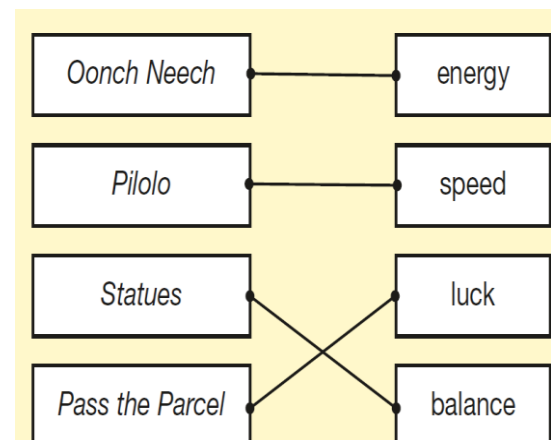 Oonch Neech energy
Pilolo speed
Statues luck
Pass the Parcel balance